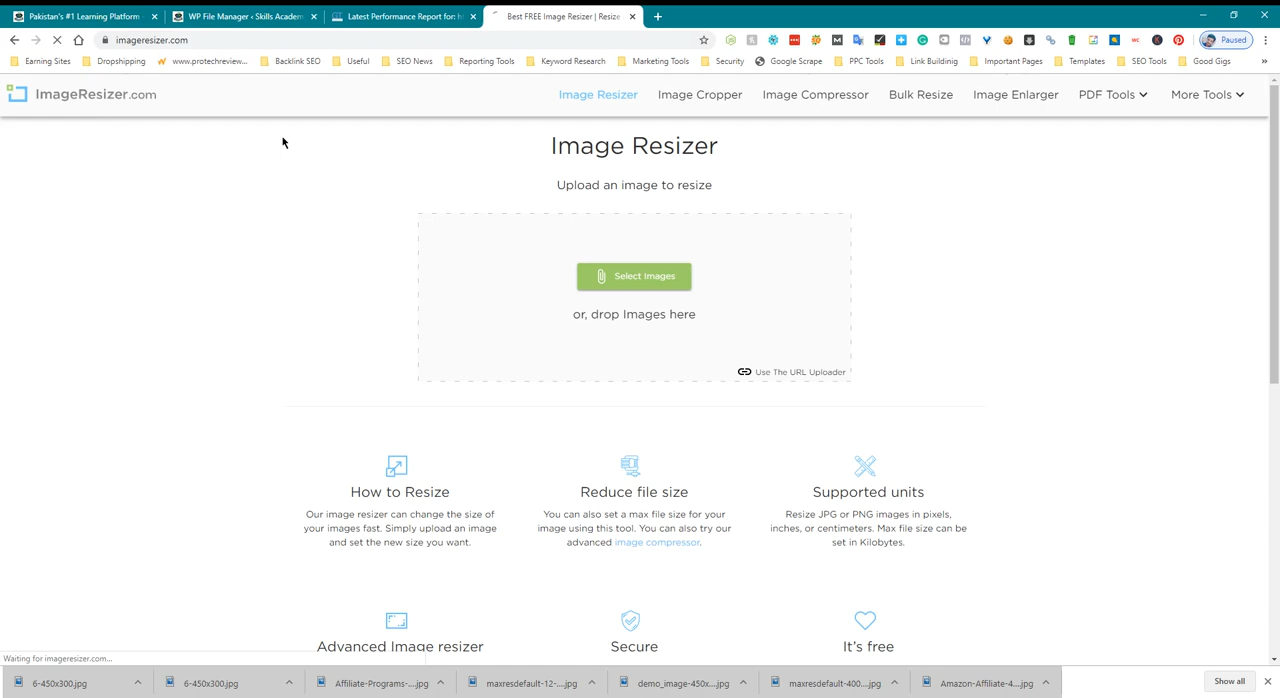 Pakistan's #1 Learning Platform
WP File Manager ‹ Skills Academ
Latest Performance Report for: h
Best FREE Image Resizer | Resize
imageresizer.com
Paused
Earning Sites
Dropshipping
www.protechreview...
Backlink SEO
Useful
SEO News
Reporting Tools
Keyword Research
Marketing Tools
Security
Google Scrape
PPC Tools
Link Buildinig
Important Pages
Templates
SEO Tools
Good Gigs
ImageResizer.com
Image Resizer
Image Cropper
Image Compressor
Bulk Resize
Image Enlarger
PDF Tools
More Tools
Image Resizer
Upload an image to resize
Select Images
or, drop Images here
Use The URL Uploader
How to Resize
Our image resizer can change the size of
your images fast. Simply upload an image
and set the new size you want.
Reduce file size
You can also set a max file size for your
image using this tool. You can also try our
advanced image compressor.
Supported units
Resize JPG or PNG images in pixels,
inches, or centimeters. Max file size can be
set in Kilobytes.
Advanced Image resizer
Secure
It's free
Waiting for imageresizer.com...
6-450x300.jpg
6-450x300.jpg
Affiliate-Programs-....jpg
maxresdefault-12-...jpg
demo_image-450x....jpg
maxresdefault-400....jpg
Amazon-Affiliate-4....jpg
Show all